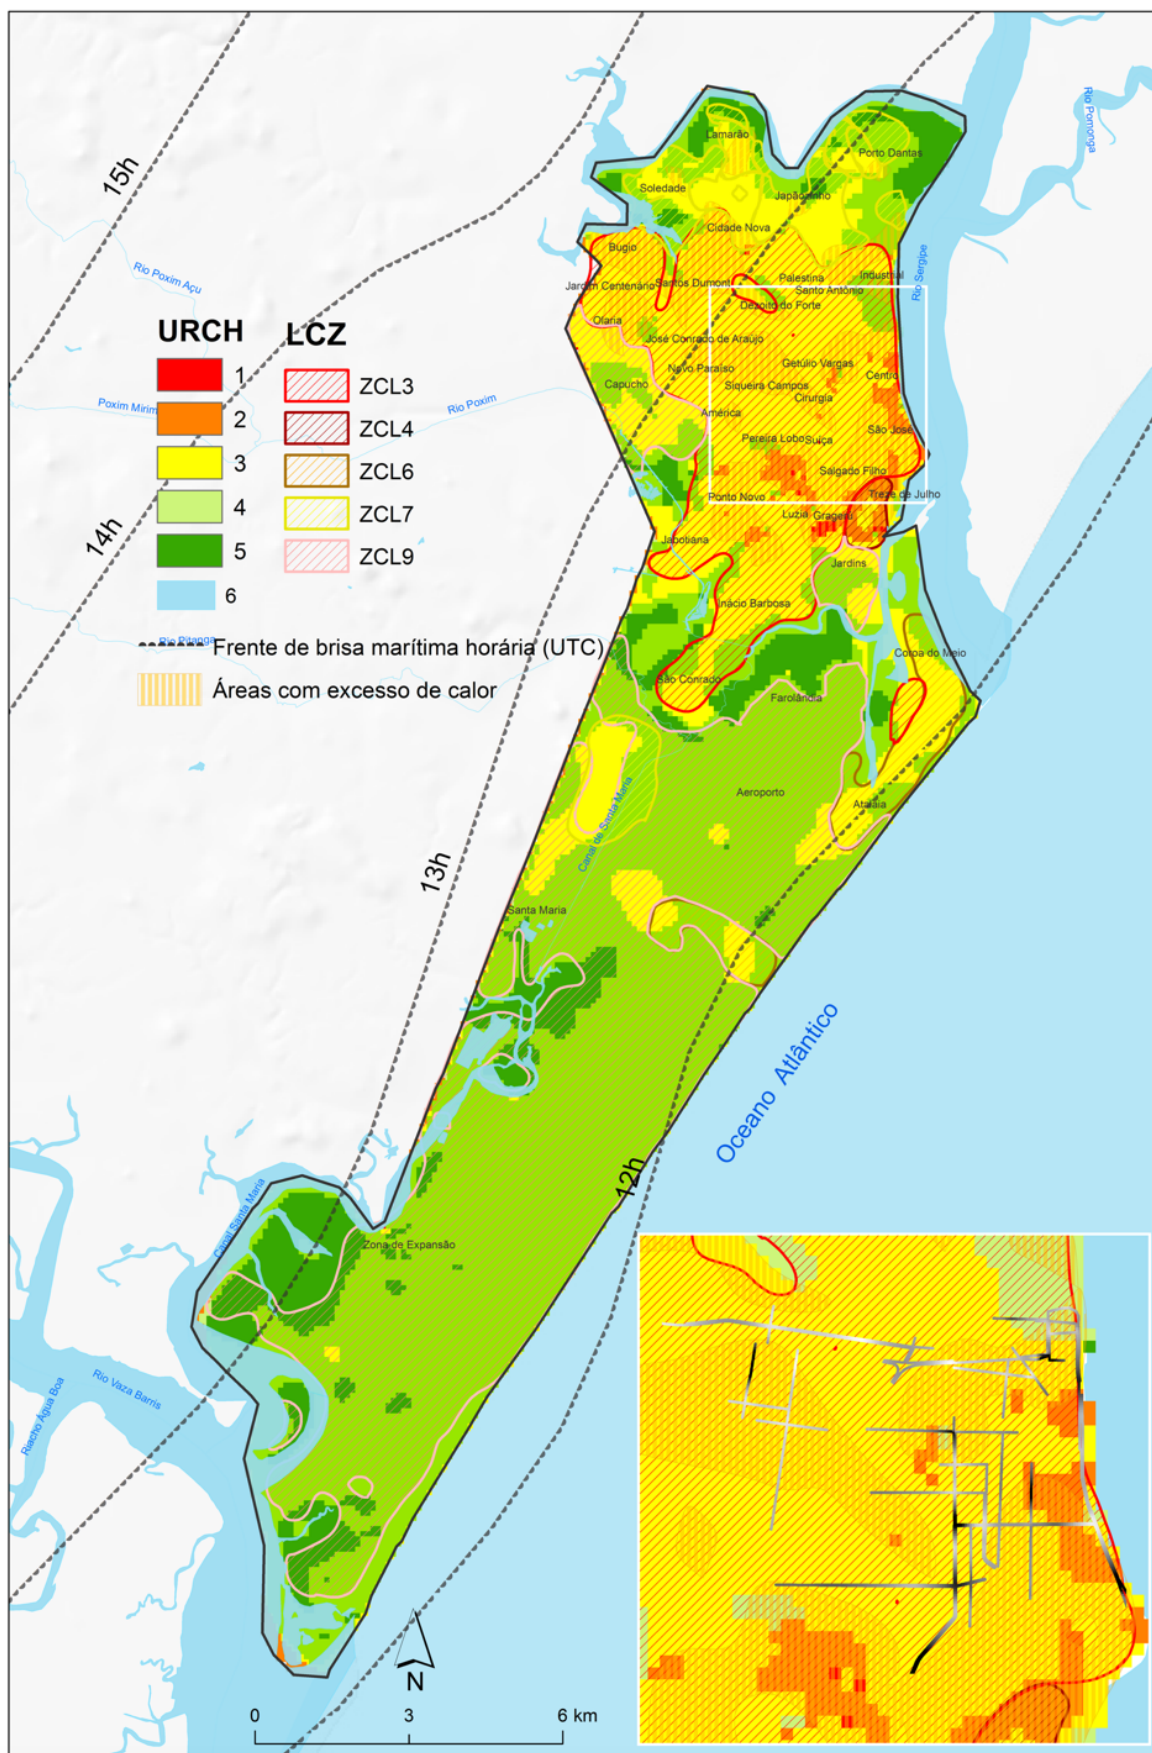 Rio Pomonga
15h
Lamarão
Porto Dantas
Soledade
Japãozinho
Cidade Nova
Bugio
Rio Sergipe
Rio Poxim Açu
Jardim Centenário
Santos Dumont
Palestina
Industrial
Santo Antônio
Dezoito do Forte
Olaria
URCH
LCZ
José Conrado de Araújo
Getúlio Vargas
Novo Paraíso
Centro
1
ZCL3
Capucho
Siqueira Campos
Cirurgia
Poxim Mirim
Rio Poxim
2
América
ZCL4
São José
Pereira Lobo
Suiça
3
ZCL6
Salgado Filho
Ponto Novo
Treze de Julho
4
ZCL7
Luzia
Grageru
14h
Jabotiana
5
ZCL9
Jardins
6
Inácio Barbosa
Rio Pitanga
Frente de brisa marítima horária (UTC)
Coroa do Meio
São Conrado
Áreas com excesso de calor
Farolândia
Aeroporto
Atalaia
Canal de Santa Maria
13h
Santa Maria
Oceano Atlântico
12h
Canal Santa Maria
Zona de Expansão
Rio Vaza Barris
Riacho Água Boa
N
0
3
6 km